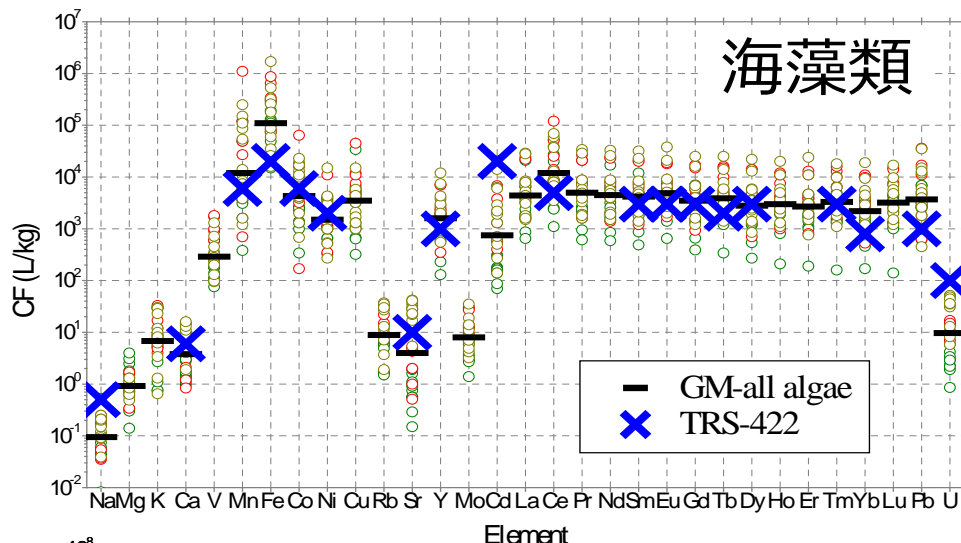 10^7
10^6
10^5
10^4
10^3
10^2
10^1
10^0
10^-1
10^-2
CF (L/kg)
海藻類
GM-all algae
TRS-422
Na Mg K Ca V Mn Fe Co Ni Cu Rb Sr Y Mo Cd La Ce Pr Nd Sm Eu Gd Tb Dy Ho Er Tm Yb Lu Pb U
Element
10^8